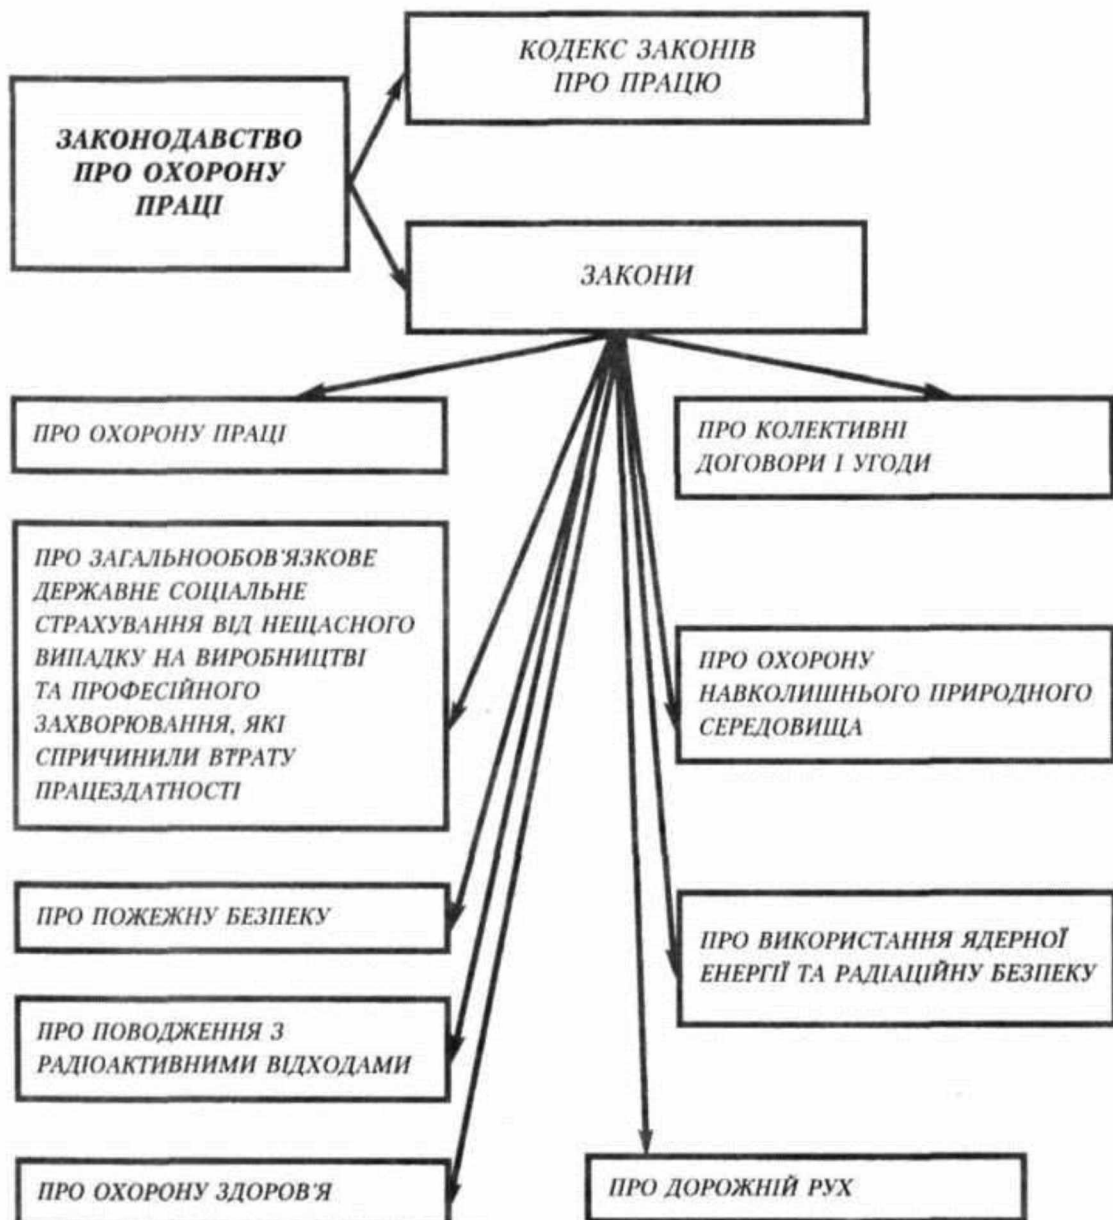 КОДЕКС ЗАКОНІВ
ПРО ПРАЦЮ
ЗАКОНОДАВСТВО
ПРО ОХОРОНУ
ПРАЦІ
ЗАКОНИ
ПРО ОХОРОНУ ПРАЦІ
ПРО КОЛЕКТИВНІ
ДОГОВОРИ І УГОДИ
ПРО ЗАГАЛЬНООБОВ'ЯЗКОВЕ
ДЕРЖАВНЕ СОЦІАЛЬНЕ
СТРАХУВАННЯ ВІД НЕЩАСНОГО
ВИПАДКУ НА ВИРОБНИЦТВІ
ТА ПРОФЕСІЙНОГО
ЗАХВОРЮВАННЯ, ЯКІ
СПРИЧИНИЛИ ВТРАТУ
ПРАЦЕЗДАТНОСТІ
ПРО ОХОРОНУ
НАВКОЛИШНЬОГО ПРИРОДНОГО
СЕРЕДОВИЩА
ПРО ПОЖЕЖНУ БЕЗПЕКУ
ПРО ВИКОРИСТАННЯ ЯДЕРНОЇ
ЕНЕРГІЇ ТА РАДІАЦІЙНУ БЕЗПЕКУ
ПРО ПОВОДЖЕННЯ З
РАДІОАКТИВНИМИ ВІДХОДАМИ
ПРО ОХОРОНУ ЗДОРОВ'Я
ПРО ДОРОЖНІЙ РУХ